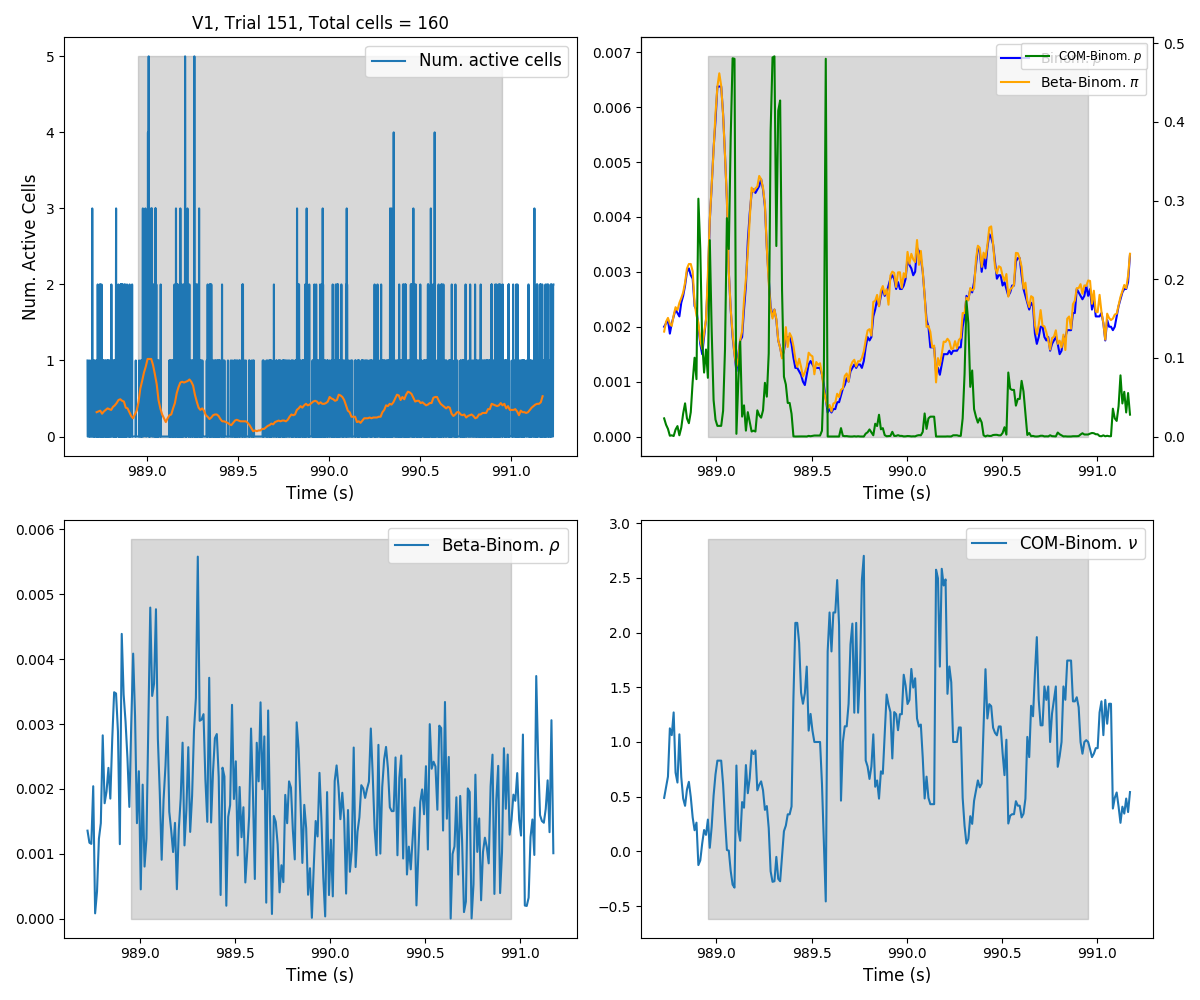 V1, Trial 151, Total cells = 160
Num. active cells
Num. Active Cells
5
4
3
2
1
0
989.0 989.5 990.0 990.5 991.0
Time (s)
COM-Binom. p
Binom. p
Beta-Binom. π
0.007
0.006
0.005
0.004
0.003
0.002
0.001
0.000
0.5
0.4
0.3
0.2
0.1
0.0
989.0 989.5 990.0 990.5 991.0
Time (s)
Beta-Binom. ρ
0.006
0.005
0.004
0.003
0.002
0.001
0.000
989.0 989.5 990.0 990.5 991.0
Time (s)
COM-Binom. ν
3.0
2.5
2.0
1.5
1.0
0.5
0.0
−0.5
989.0 989.5 990.0 990.5 991.0
Time (s)